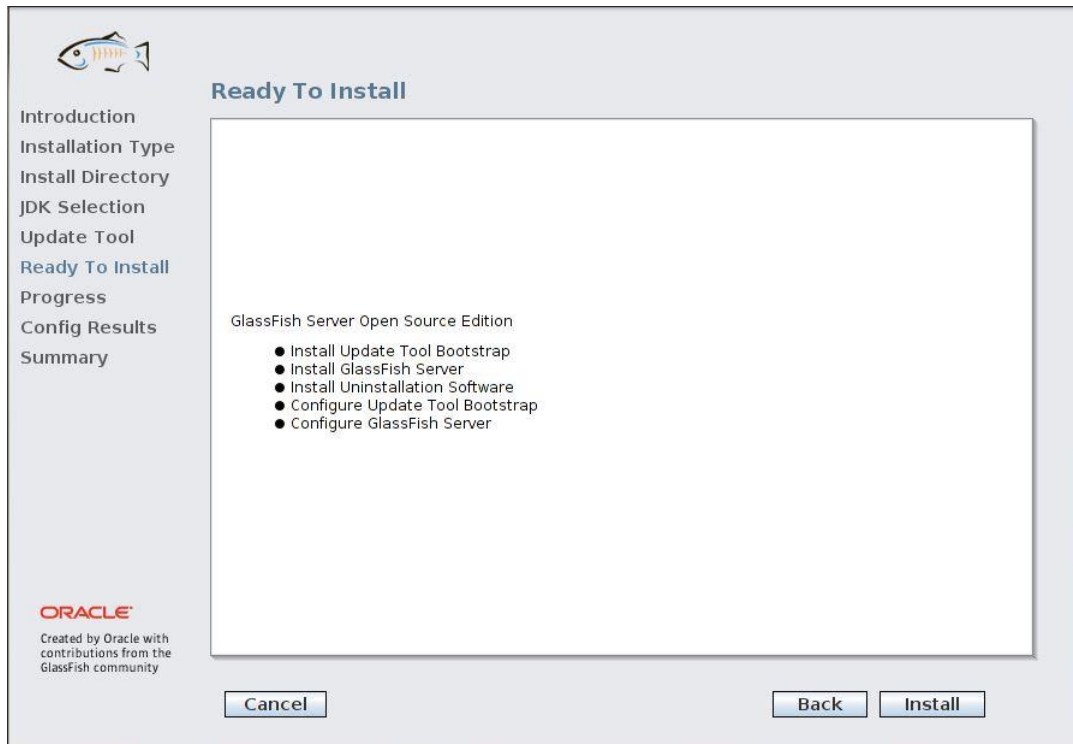 Ready To Install
Introduction
Installation Type
Install Directory
JDK Selection
Update Tool
Ready To Install
Progress
Config Results
Summary
GlassFish Server Open Source Edition
● Install Update Tool Bootstrap
● Install GlassFish Server
● Install Uninstallation Software
● Configure Update Tool Bootstrap
● Configure GlassFish Server
ORACLE
Created by Oracle with
contributions from the
GlassFish community
Cancel
Back
Install